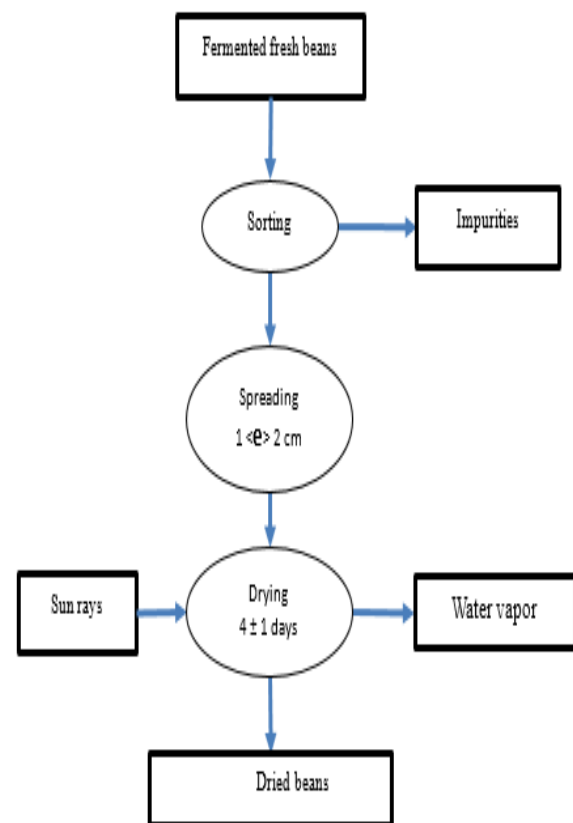 Fermented fresh beans
Sorting
Impurities
Spreading
1 <e> 2 cm
Sun rays
Drying
4 ± 1 days
Water vapor
Dried beans